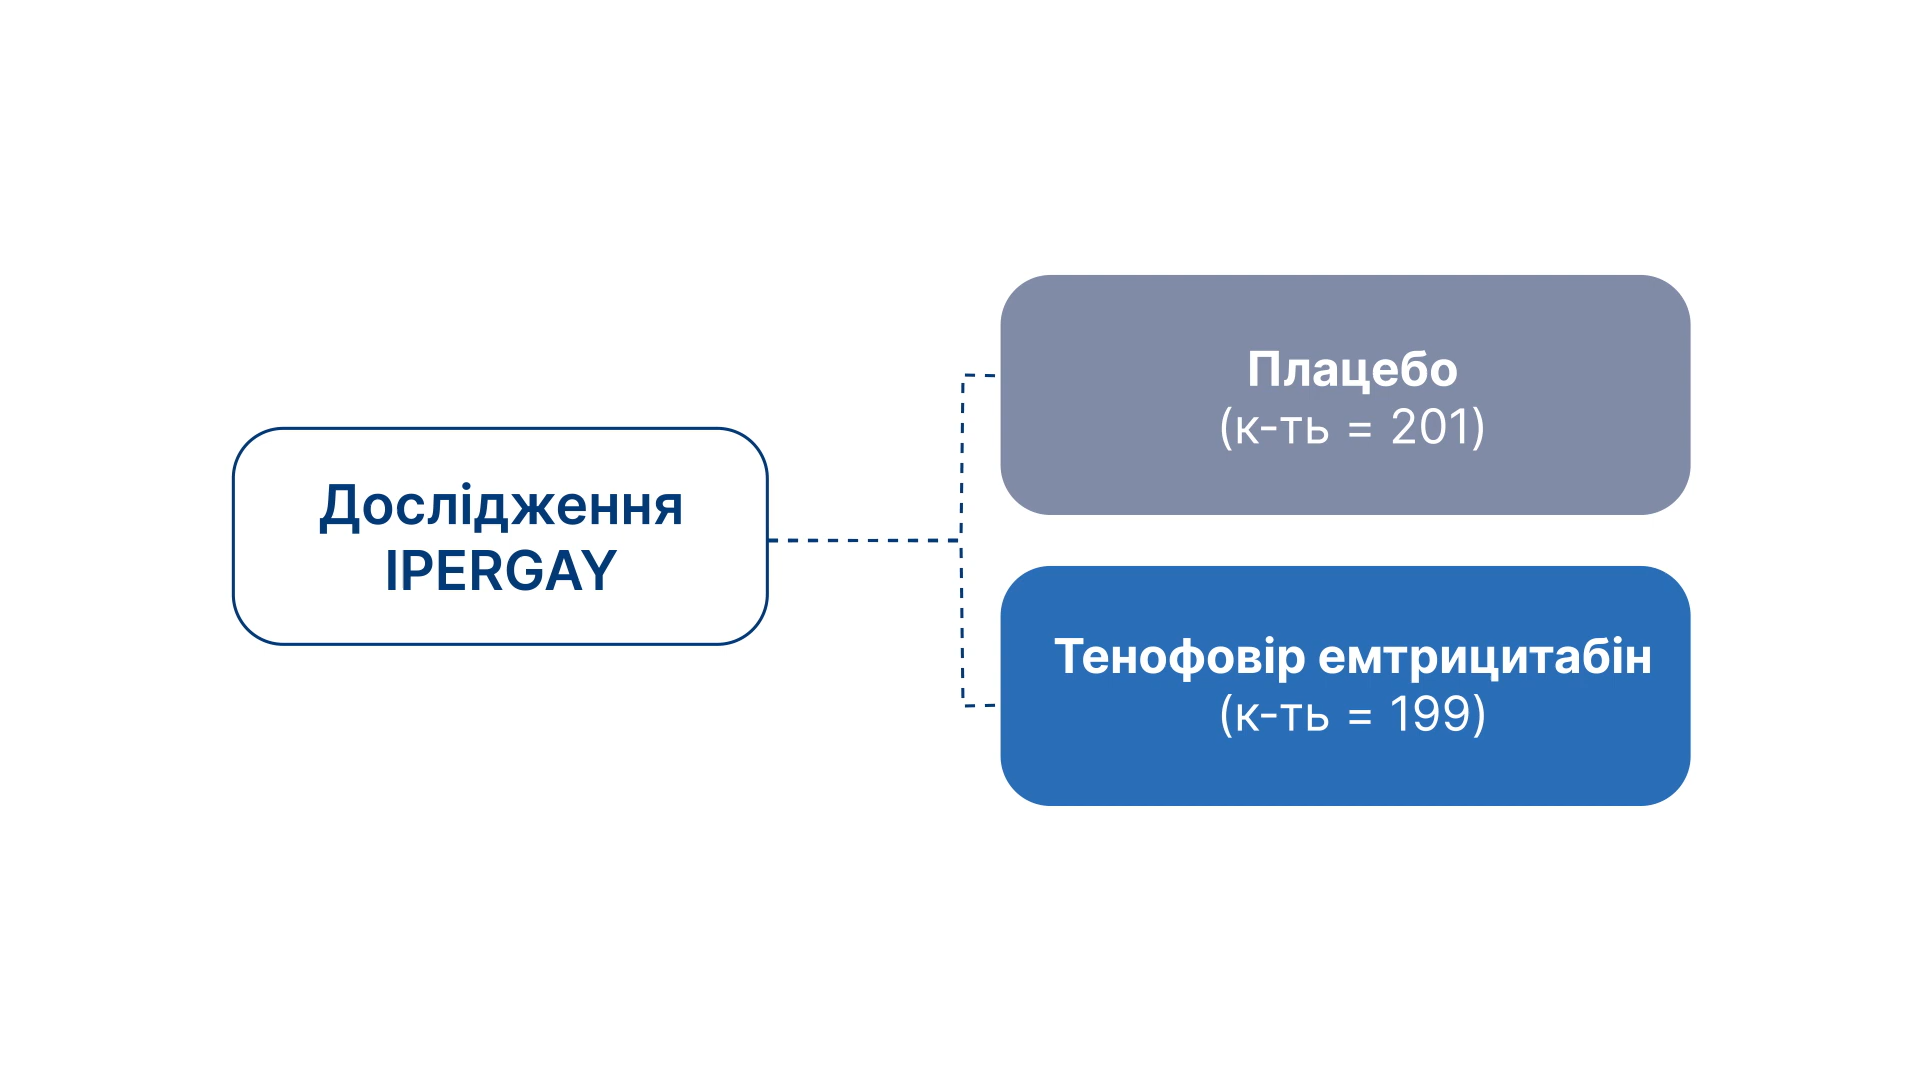 Дослідження
IPERGAY
Плацебо
(к-ть = 201)
Тенофовір емтрицитабін
(к-ть = 199)